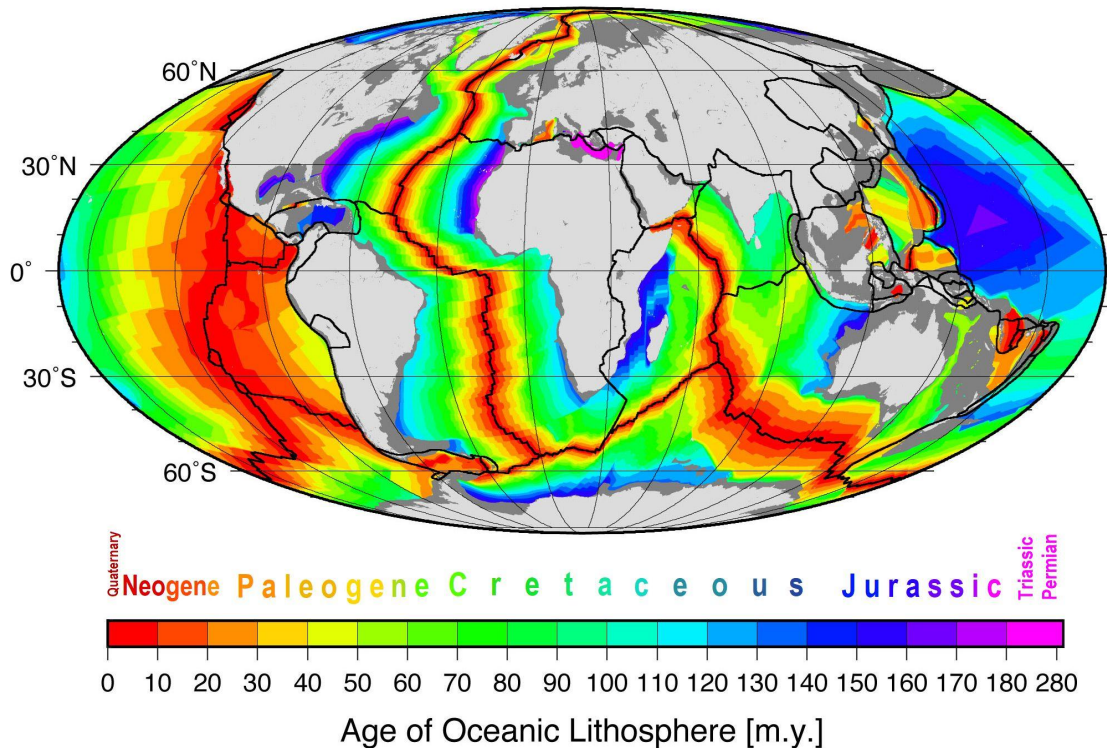 60°N
30°N
0°
30°S
60°S
Quaternary Neogene Paleogene Cretaceous Jurassic Triassic Permian
0 10 20 30 40 50 60 70 80 90 100 110 120 130 140 150 160 170 180 280
Age of Oceanic Lithosphere [m.y.]